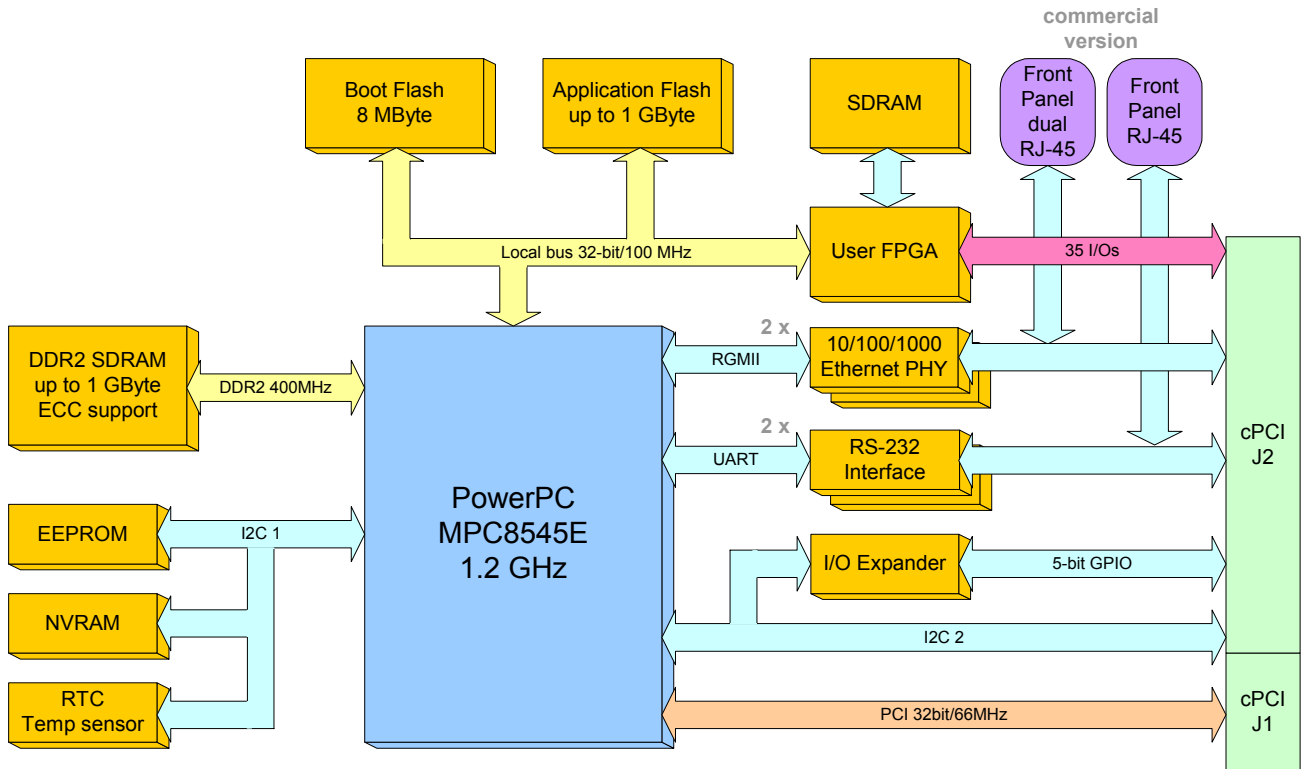 commercial
version
Boot Flash
8 MByte
Application Flash
up to 1 GByte
SDRAM
Front
Panel
dual
RJ-45
Front
Panel
RJ-45
Local bus 32-bit/100 MHz
User FPGA
35 I/Os
DDR2 SDRAM
up to 1 GByte
ECC support
DDR2 400MHz
2 x
RGMII
10/100/1000
Ethernet PHY
2 x
UART
RS-232
Interface
cPCI
J2
PowerPC
MPC8545E
1.2 GHz
EEPROM
I2C 1
I/O Expander
5-bit GPIO
NVRAM
I2C 2
RTC
Temp sensor
PCI 32bit/66MHz
cPCI
J1